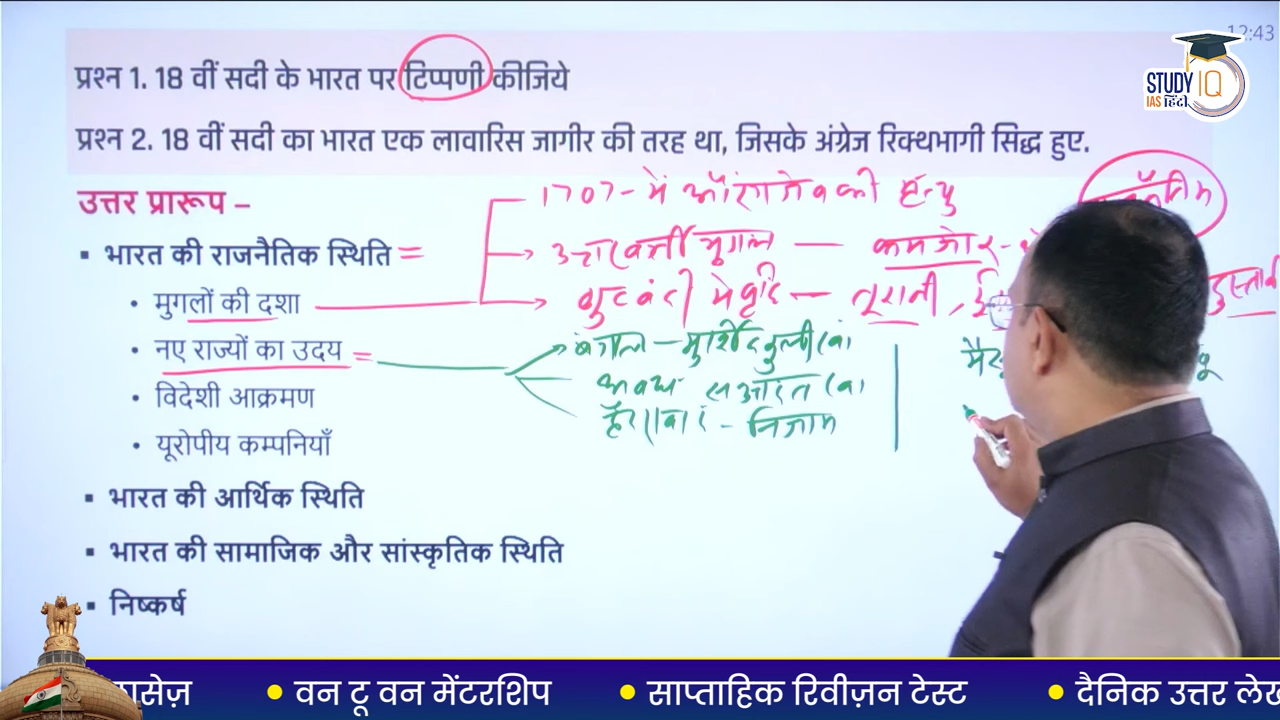 12:43
STUDY IQ
IAS हिंदी
प्रश्न 1. 18 वीं सदी के भारत पर टिप्पणी कीजिये
प्रश्न 2. 18 वीं सदी का भारत एक लावारिस जागीर की तरह था, जिसके अंग्रेज रिक्थभागी सिद्ध हुए.
उत्तर प्रारूप –
1707 - में औरंगजेब की मृत्यु
▪ भारत की राजनैतिक स्थिति =
→ उत्तरवर्ती मुगल — कमजोर -
• मुगलों की दशा
→ गुटबंदी में वृद्धि — तूरानी,
• नए राज्यों का उदय =
बंगाल — मुर्शीदकुली खां
अवध सआदत खां
हैदराबाद - निजाम
• विदेशी आक्रमण
• यूरोपीय कम्पनियाँ
▪ भारत की आर्थिक स्थिति
▪ भारत की सामाजिक और सांस्कृतिक स्थिति
▪ निष्कर्ष
• वन टू वन मेंटरशिप • साप्ताहिक रिवीज़न टेस्ट • दैनिक उत्तर